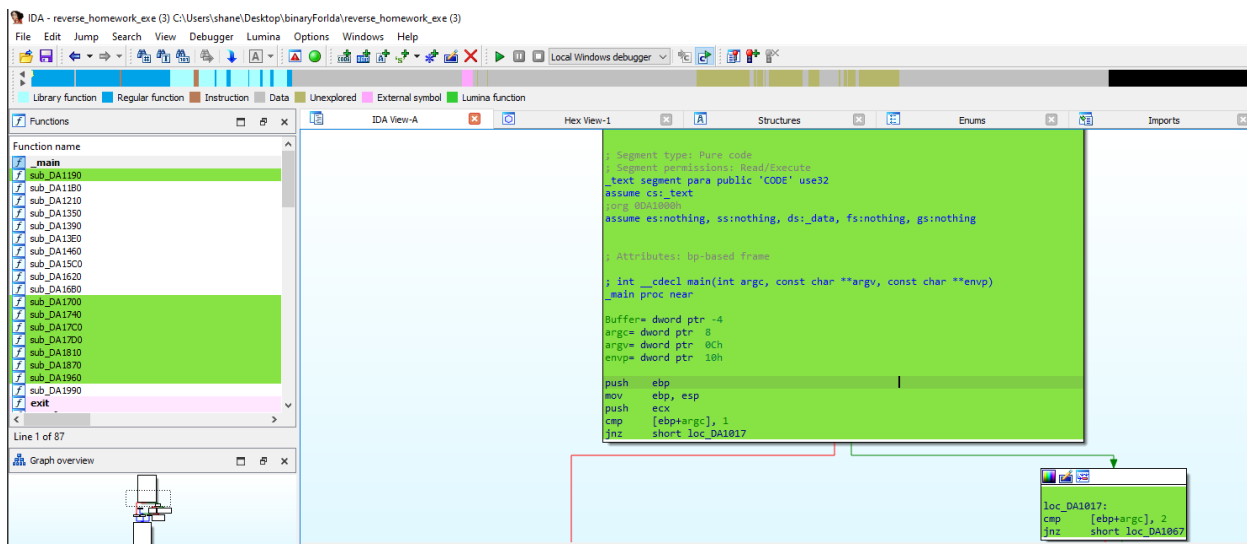 IDA - reverse_homework_exe (3) C:\Users\shane\Desktop\binaryForIda\reverse_homework_exe (3)
File Edit Jump Search View Debugger Lumina Options Windows Help
Local Windows debugger
Library function Regular function Instruction Data Unexplored External symbol Lumina function
Functions
IDA View-A Hex View-1 Structures Enums Imports
Function name
_main
sub_DA1190
sub_DA11B0
sub_DA1210
sub_DA1350
sub_DA1390
sub_DA13E0
sub_DA1460
sub_DA15C0
sub_DA1620
sub_DA16B0
sub_DA1700
sub_DA1740
sub_DA17C0
sub_DA17D0
sub_DA1810
sub_DA1870
sub_DA1960
sub_DA1990
exit
Line 1 of 87
Graph overview
; Segment type: Pure code
; Segment permissions: Read/Execute
_text segment para public 'CODE' use32
assume cs:_text
;org 0DA1000h
assume es:nothing, ss:nothing, ds:_data, fs:nothing, gs:nothing
; Attributes: bp-based frame
; int __cdecl main(int argc, const char **argv, const char **envp)
_main proc near
Buffer= dword ptr -4
argc= dword ptr 8
argv= dword ptr 0Ch
envp= dword ptr 10h
push ebp
mov ebp, esp
push ecx
cmp [ebp+argc], 1
jnz short loc_DA1017
loc_DA1017:
cmp [ebp+argc], 2
jnz short loc_DA1067